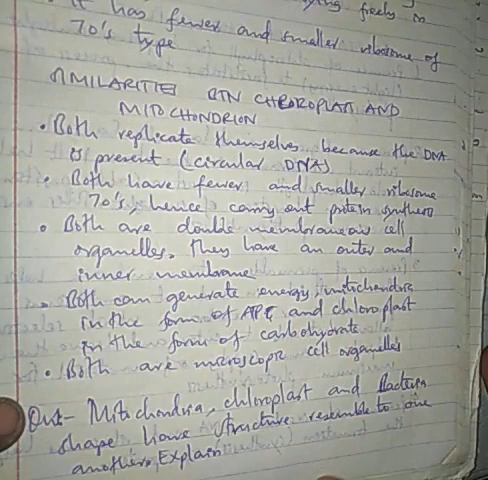 lying freely in
It has fewer and smaller ribosome of
70's type
SIMILARITIES BTN CHLOROPLAST AND
MITOCHONDRION
• Both replicate themselves because the DNA
is present (circular DNA)
• Both have fewer and smaller ribosome
70's, hence carry out protein synthesis
• Both are double membraneous cell
organelles. They have an outer and
inner membrane
• Both can generate energy, mitochondria
in the form of ATP and chloroplast
in the form of carbohydrate
• Both are microscopic cell organelles
Qut- Mitochondria, chloroplast and Bacteria
shape have structure resemble to one
another, Explain